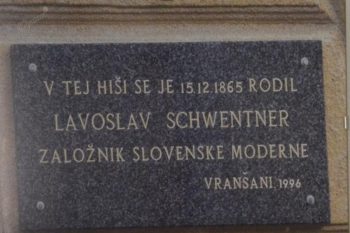 V TEJ HIŠI SE JE 15.12.1865 RODIL
LAVOSLAV SCHWENTNER
ZALOŽNIK SLOVENSKE MODERNE
VRANŠANI, 1996